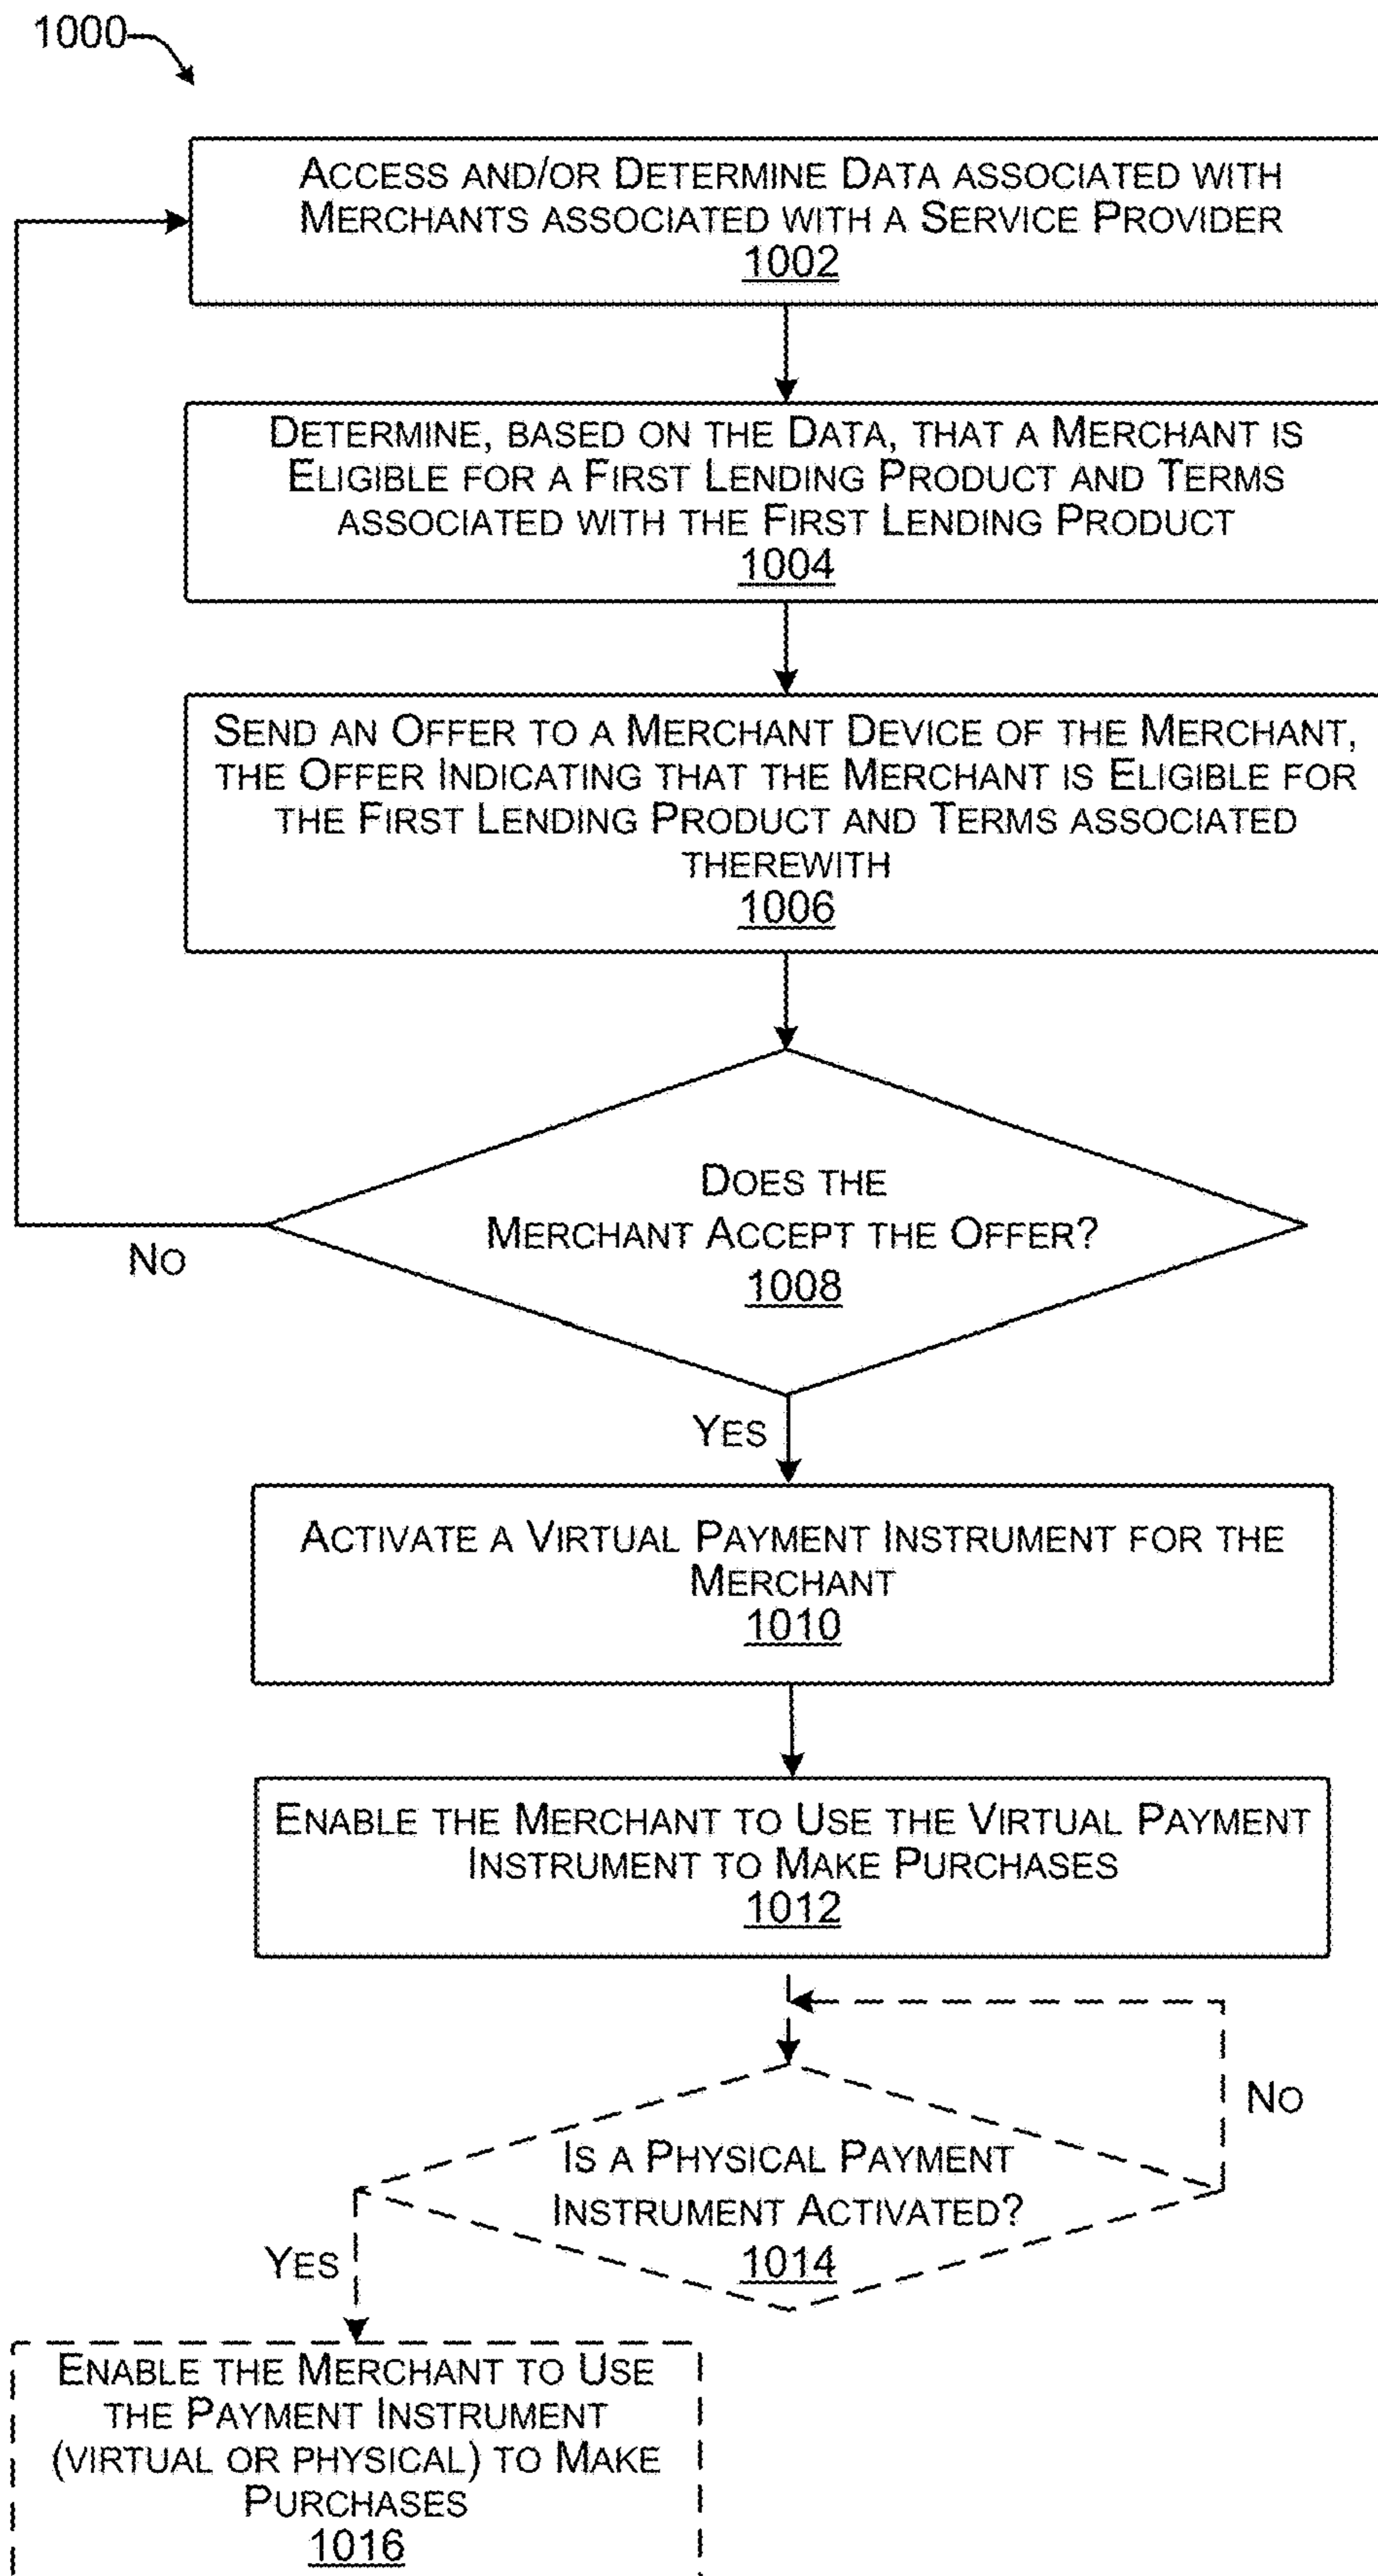 1000
ACCESS AND/OR DETERMINE DATA ASSOCIATED WITH
MERCHANTS ASSOCIATED WITH A SERVICE PROVIDER
1002
DETERMINE, BASED ON THE DATA, THAT A MERCHANT IS
ELIGIBLE FOR A FIRST LENDING PRODUCT AND TERMS
ASSOCIATED WITH THE FIRST LENDING PRODUCT
1004
SEND AN OFFER TO A MERCHANT DEVICE OF THE MERCHANT,
THE OFFER INDICATING THAT THE MERCHANT IS ELIGIBLE FOR
THE FIRST LENDING PRODUCT AND TERMS ASSOCIATED
THEREWITH
1006
DOES THE
MERCHANT ACCEPT THE OFFER?
1008
NO
YES
ACTIVATE A VIRTUAL PAYMENT INSTRUMENT FOR THE
MERCHANT
1010
ENABLE THE MERCHANT TO USE THE VIRTUAL PAYMENT
INSTRUMENT TO MAKE PURCHASES
1012
NO
IS A PHYSICAL PAYMENT
INSTRUMENT ACTIVATED?
1014
YES
ENABLE THE MERCHANT TO USE
THE PAYMENT INSTRUMENT
(VIRTUAL OR PHYSICAL) TO MAKE
PURCHASES
1016